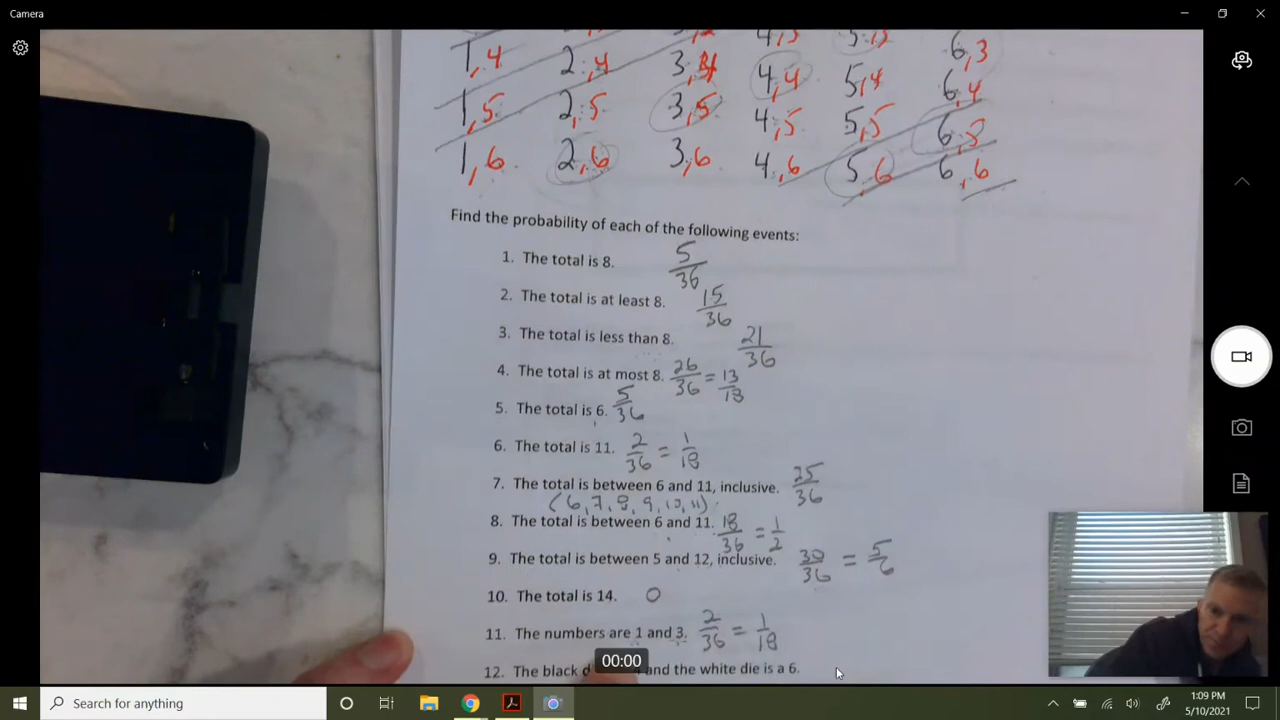 Camera
4,3 5,3 6,3
1,4 2,4 3,4 4,4 5,4 6,4
1,5 2,5 3,5 4,5 5,5 6,5
1,6 2,6 3,6 4,6 5,6 6,6
Find the probability of each of the following events:
1. The total is 8. 5/36
2. The total is at least 8. 15/36
3. The total is less than 8. 21/36
4. The total is at most 8. 26/36 = 13/18
5. The total is 6. 5/36
6. The total is 11. 2/36 = 1/18
7. The total is between 6 and 11, inclusive. 25/36
(6, 7, 8, 9, 10, 11)
8. The total is between 6 and 11. 18/36 = 1/2
9. The total is between 5 and 12, inclusive. 30/36 = 5/6
10. The total is 14. 0
11. The numbers are 1 and 3. 2/36 = 1/18
12. The black and the white die is a 6.
00:00
Search for anything
1:09 PM
5/10/2021